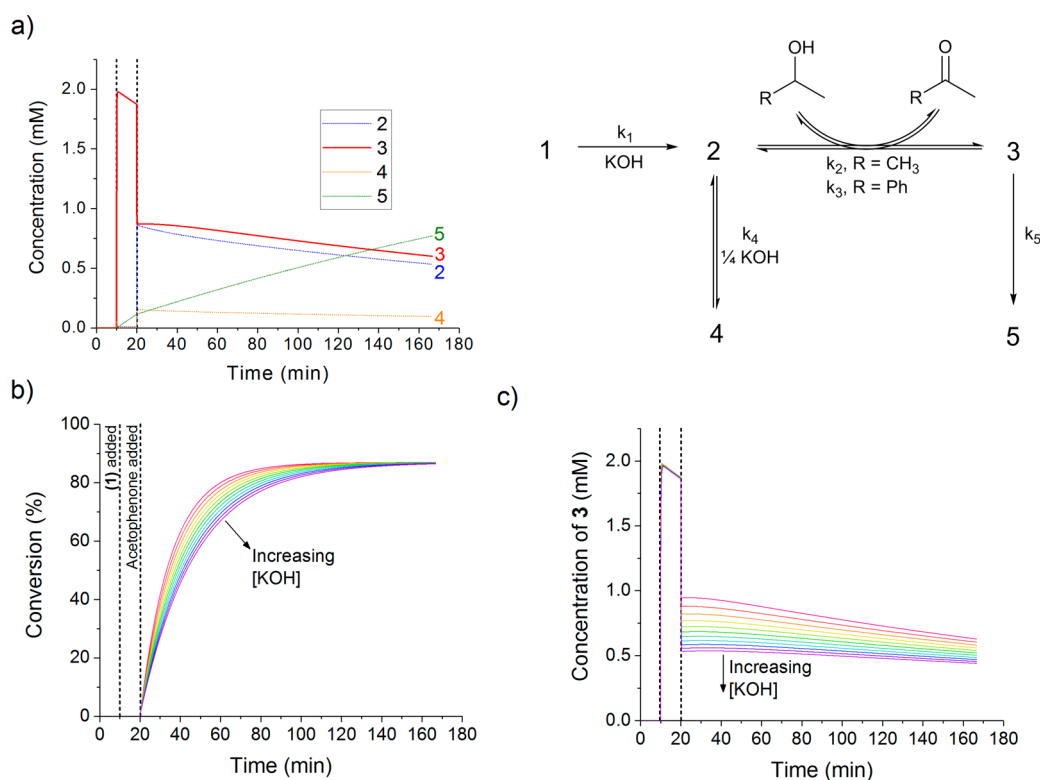 a)
Concentration (mM)
2.0
1.5
1.0
0.5
0.0
0 20 40 60 80 100 120 140 160 180
Time (min)
2
3
4
5
5
3
2
4
OH
R
O
R
1
k1
KOH
2
k2, R = CH3
k3, R = Ph
3
k4
¼ KOH
k5
4
5
b)
Conversion (%)
100
80
60
40
20
0
0 20 40 60 80 100 120 140 160 180
Time (min)
(1) added
Acetophenone added
Increasing
[KOH]
c)
Concentration of 3 (mM)
2.0
1.5
1.0
0.5
0.0
0 20 40 60 80 100 120 140 160 180
Time (min)
Increasing
[KOH]